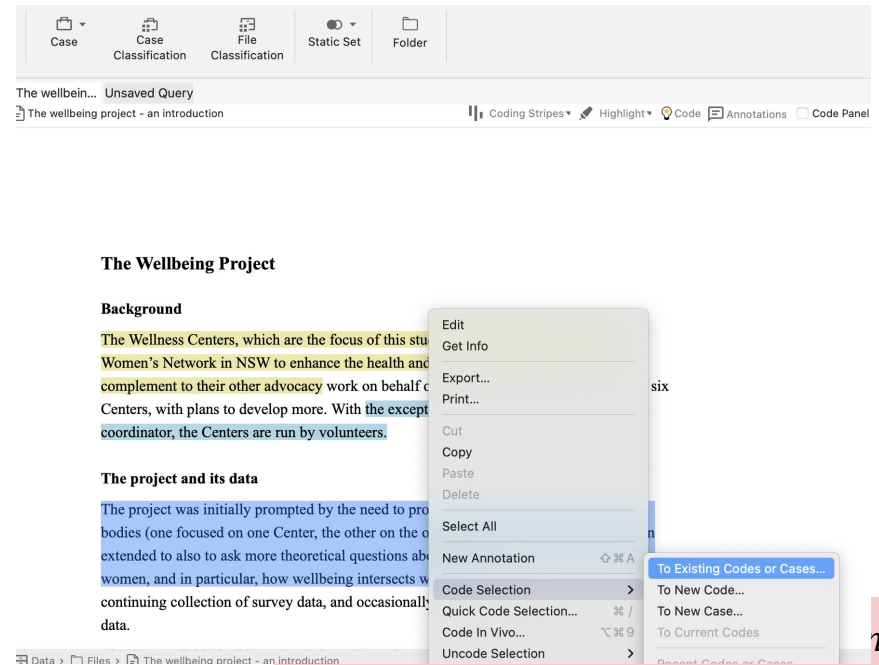 Case
Case
Classification
File
Classification
Static Set
Folder
The wellbein... Unsaved Query
The wellbeing project - an introduction
Coding Stripes Highlight Code Annotations Code Panel
The Wellbeing Project
Background
The Wellness Centers, which are the focus of this stu
Women's Network in NSW to enhance the health and
complement to their other advocacy work on behalf o six
Centers, with plans to develop more. With the except
coordinator, the Centers are run by volunteers.
The project and its data
The project was initially prompted by the need to pro
bodies (one focused on one Center, the other on the o n
extended to also to ask more theoretical questions abo
women, and in particular, how wellbeing intersects w
continuing collection of survey data, and occasionally
data.
Edit
Get Info
Export...
Print...
Cut
Copy
Paste
Delete
Select All
New Annotation ⇧⌘A
Code Selection >
Quick Code Selection... ⌘/
Code In Vivo... ⌥⌘9
Uncode Selection >
To Existing Codes or Cases...
To New Code...
To New Case...
To Current Codes
Recent Codes or Cases
Data > Files > The wellbeing project - an introduction